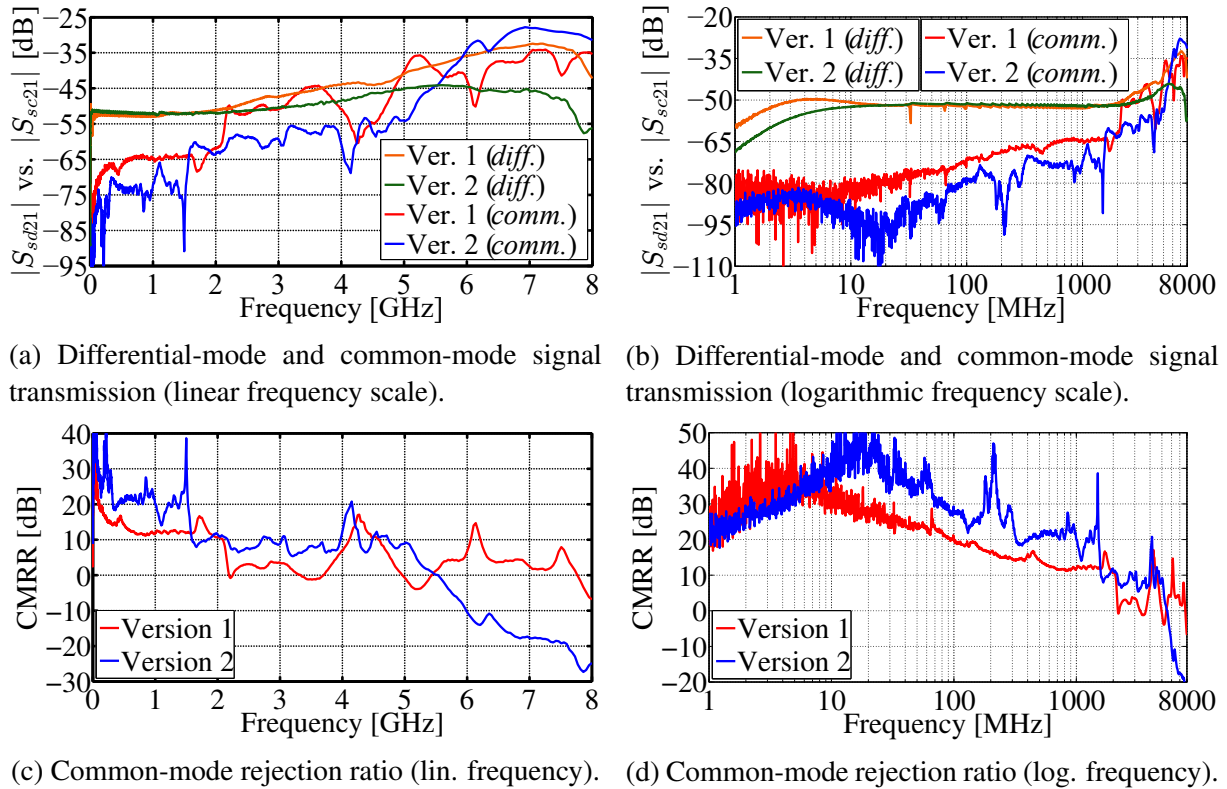 |S_sd21| vs. |S_sc21| [dB]
−25
−35
−45
−55
−65
−75
−85
−95
0 1 2 3 4 5 6 7 8
Frequency [GHz]
Ver. 1 (diff.)
Ver. 2 (diff.)
Ver. 1 (comm.)
Ver. 2 (comm.)
(a) Differential-mode and common-mode signal
transmission (linear frequency scale).
|S_sd21| vs. |S_sc21| [dB]
−20
−35
−50
−65
−80
−95
−110
1 10 100 1000 8000
Frequency [MHz]
Ver. 1 (diff.) Ver. 1 (comm.)
Ver. 2 (diff.) Ver. 2 (comm.)
(b) Differential-mode and common-mode signal
transmission (logarithmic frequency scale).
CMRR [dB]
40
30
20
10
0
−10
−20
−30
0 1 2 3 4 5 6 7 8
Frequency [GHz]
Version 1
Version 2
(c) Common-mode rejection ratio (lin. frequency).
CMRR [dB]
50
40
30
20
10
0
−10
−20
1 10 100 1000 8000
Frequency [MHz]
Version 1
Version 2
(d) Common-mode rejection ratio (log. frequency).